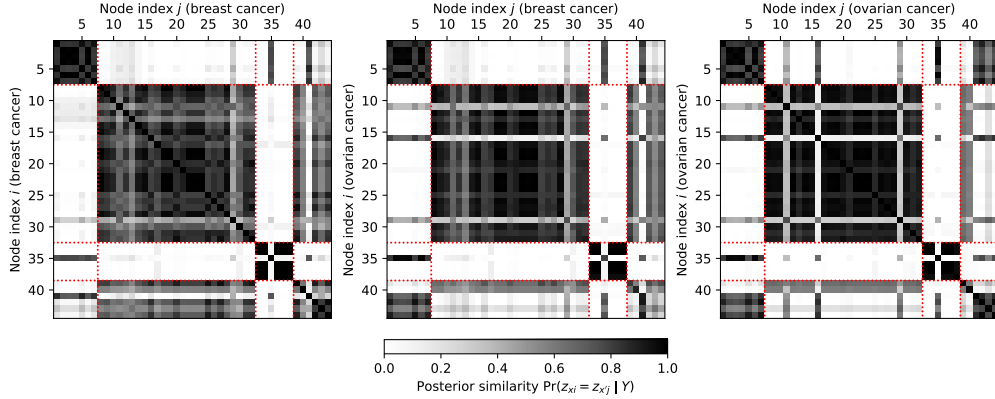 Node index j (breast cancer)
Node index j (breast cancer)
Node index j (ovarian cancer)
5 15 25 35 40
5 15 25 35 40
5 15 25 35 40
10 20 30
10 20 30
10 20 30
Node index i (breast cancer)
5
10
15
20
25
30
35
40
Node index i (ovarian cancer)
5
10
15
20
25
30
35
40
Node index i (ovarian cancer)
5
10
15
20
25
30
35
40
0.0 0.2 0.4 0.6 0.8 1.0
Posterior similarity Pr(z_{xi} = z_{x′j} | Y)